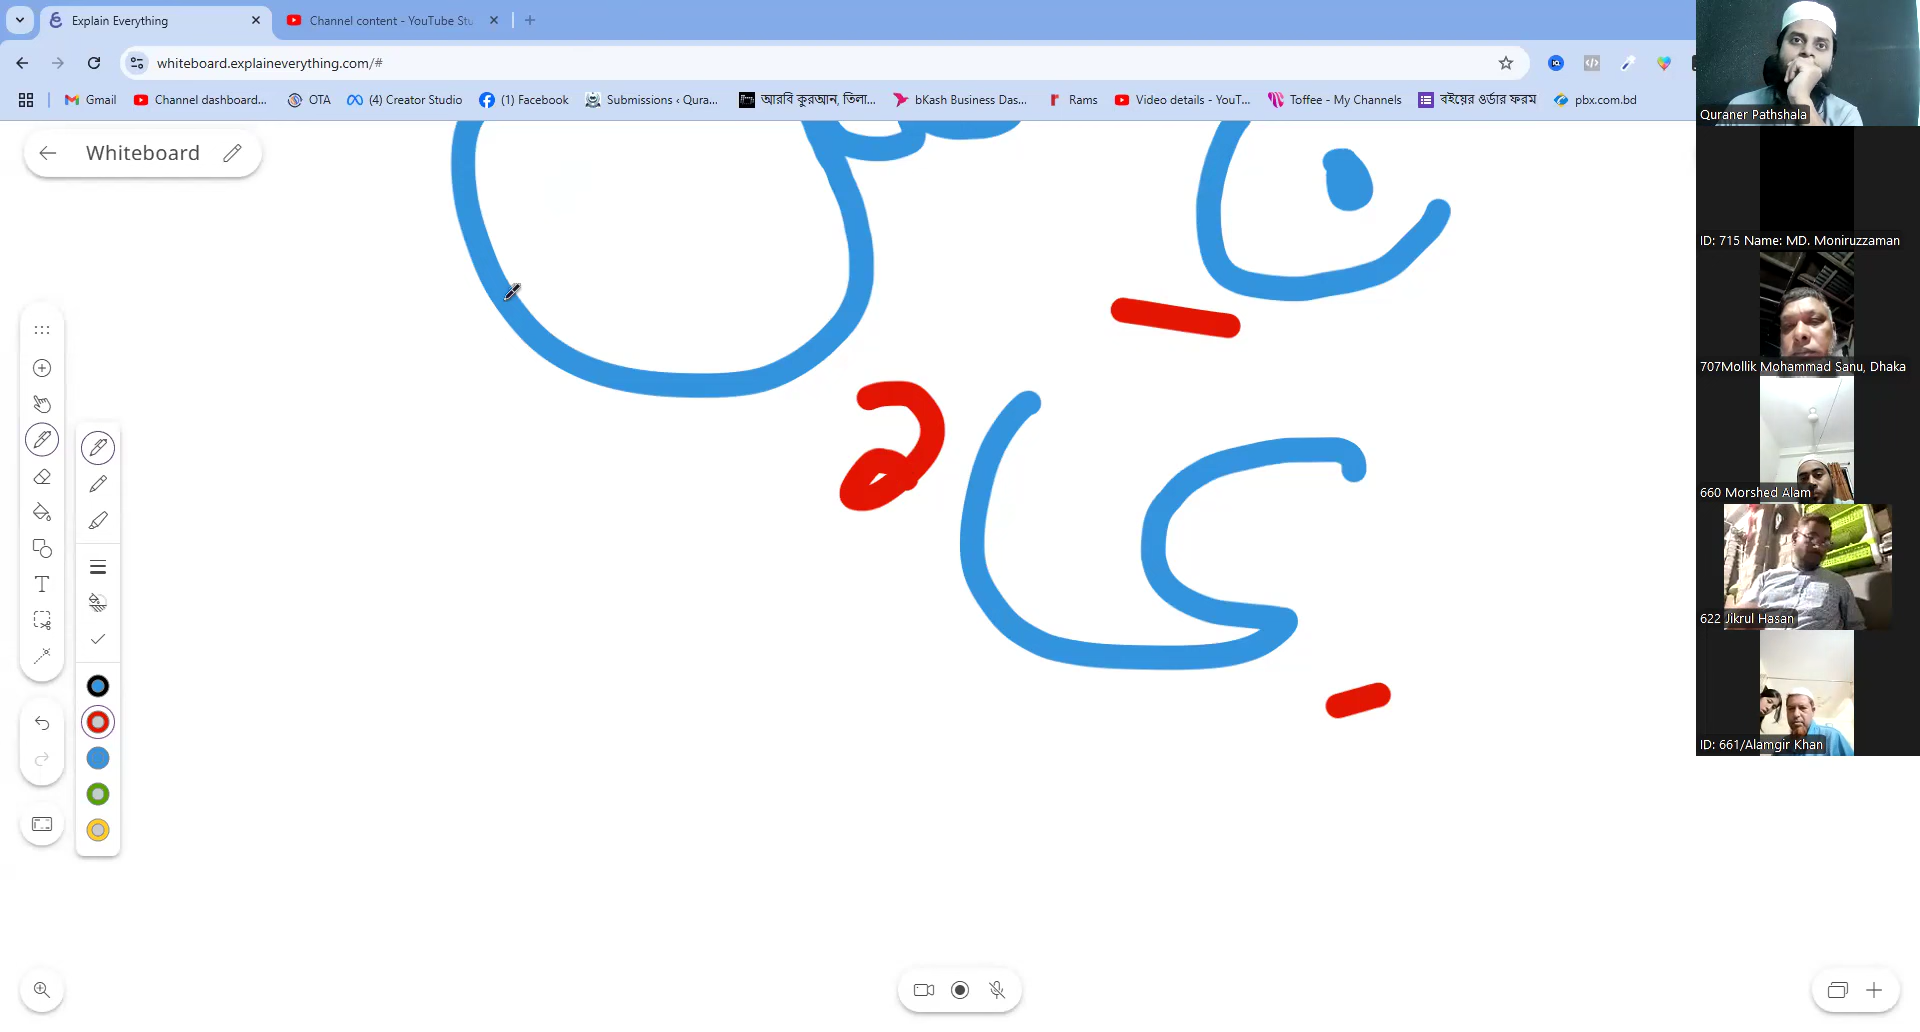 Explain Everything
Channel content - YouTube Stu
whiteboard.explaineverything.com/#
Gmail
Channel dashboard...
OTA
(4) Creator Studio
(1) Facebook
Submissions ‹ Qura...
আরবি কুরআন, তিলা...
bKash Business Das...
Rams
Video details - YouT...
Toffee - My Channels
বইয়ের ওর্ডার ফরম
pbx.com.bd
Whiteboard
T
Quraner Pathshala
ID: 715 Name: MD. Moniruzzaman
707Mollik Mohammad Sanu, Dhaka
660 Morshed Alam
622 Jikrul Hasan
ID: 661/Alamgir Khan